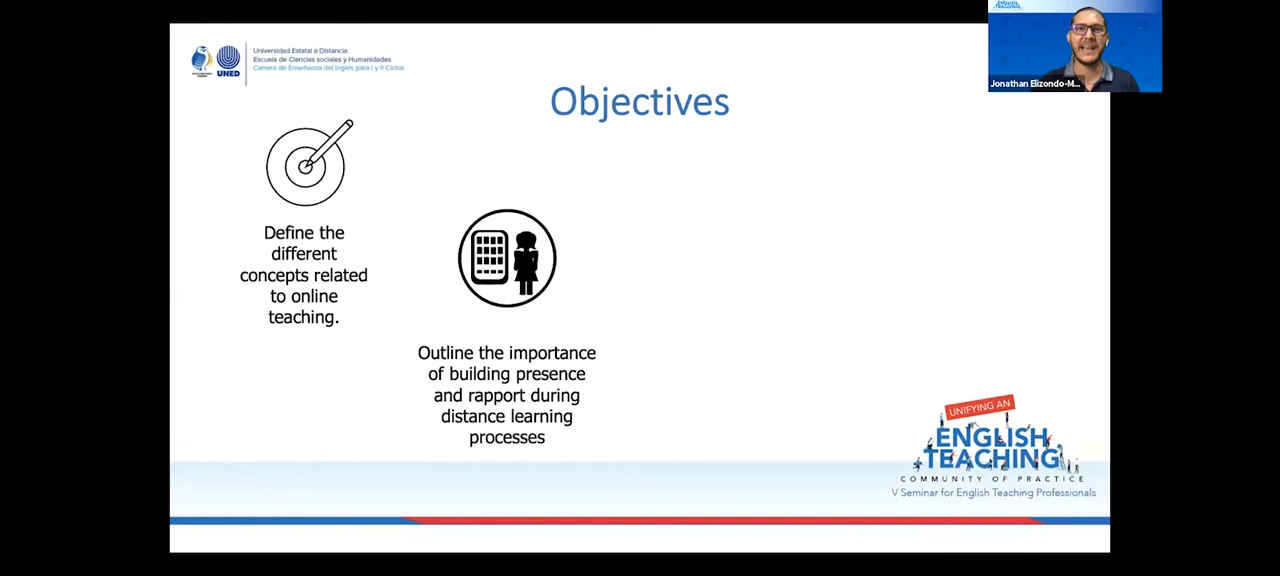 ENGLISH
TEACHING
Jonathan Elizondo-M...
UNED
Universidad Estatal a Distancia
Escuela de Ciencias sociales y Humanidades
Carrera de Enseñanza del Inglés para I y II Ciclos
Objectives
Define the
different
concepts related
to online
teaching.
Outline the importance
of building presence
and rapport during
distance learning
processes
UNIFYING AN
ENGLISH
TEACHING
COMMUNITY OF PRACTICE
V Seminar for English Teaching Professionals